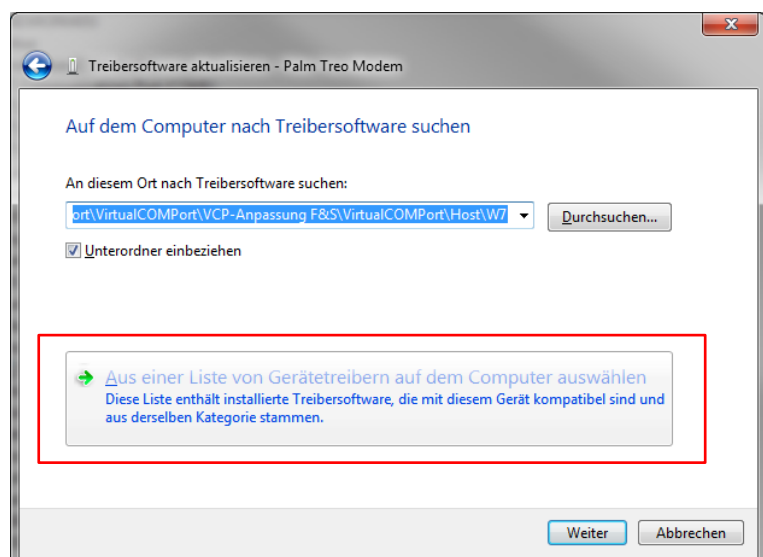 Treibersoftware aktualisieren - Palm Treo Modem
Auf dem Computer nach Treibersoftware suchen
An diesem Ort nach Treibersoftware suchen:
ort\VirtualCOMPort\VCP-Anpassung F&S\VirtualCOMPort\Host\W7
Durchsuchen...
Unterordner einbeziehen
Aus einer Liste von Gerätetreibern auf dem Computer auswählen
Diese Liste enthält installierte Treibersoftware, die mit diesem Gerät kompatibel sind und
aus derselben Kategorie stammen.
Weiter
Abbrechen